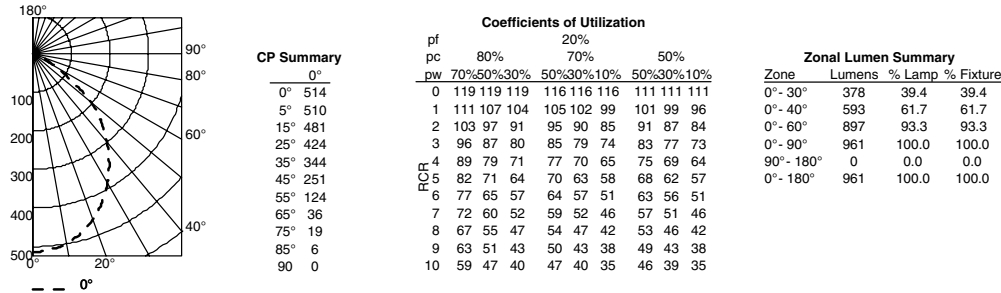 180°
90°
80°
60°
40°
20°
0°
100
200
300
400
500
0°
CP Summary
0°
0° 514
5° 510
15° 481
25° 424
35° 344
45° 251
55° 124
65° 36
75° 19
85° 6
90 0
Coefficients of Utilization
pf 20%
pc 80% 70% 50%
pw 70%50%30% 50%30%10% 50%30%10%
RCR
0 119 119 119 116 116 116 111 111 111
1 111 107 104 105 102 99 101 99 96
2 103 97 91 95 90 85 91 87 84
3 96 87 80 85 79 74 83 77 73
4 89 79 71 77 70 65 75 69 64
5 82 71 64 70 63 58 68 62 57
6 77 65 57 64 57 51 63 56 51
7 72 60 52 59 52 46 57 51 46
8 67 55 47 54 47 42 53 46 42
9 63 51 43 50 43 38 49 43 38
10 59 47 40 47 40 35 46 39 35
Zonal Lumen Summary
Zone Lumens % Lamp % Fixture
0°- 30° 378 39.4 39.4
0°- 40° 593 61.7 61.7
0°- 60° 897 93.3 93.3
0°- 90° 961 100.0 100.0
90°- 180° 0 0.0 0.0
0°- 180° 961 100.0 100.0